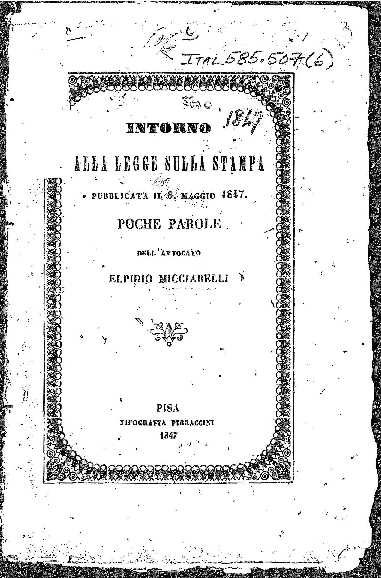 ITAL 585.507(6)
1847
INTORNO
ALLA LEGGE SULLA STAMPA
PUBBLICATA IL 6. MAGGIO 1847.
POCHE PAROLE
DELL'AVVOCATO
ELPIDIO MICCIARELLI
PISA
TIPOGRAFIA PIERACCINI
1847